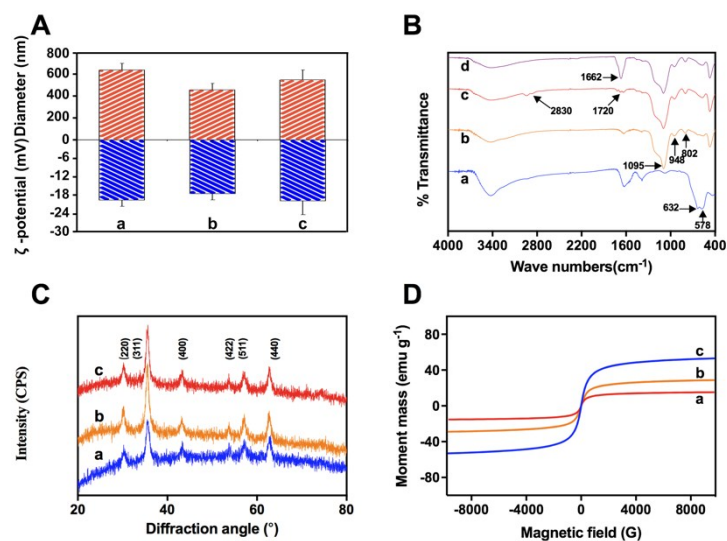 A
800
600
400
200
0
-6
-12
-18
-24
-30
ζ -potential (mV) Diameter (nm)
a
b
c
B
% Transmittance
d
c
b
a
1662
2830
1720
1095
948
802
632
578
4000
3400
2800
1600
1000
400
Wave numbers(cm⁻¹)
C
Intensity (CPS)
(220)
(311)
(400)
(422)
(511)
(440)
c
b
a
20
40
60
80
Diffraction angle (°)
D
Moment mass (emu g⁻¹)
80
40
0
-40
-80
c
b
a
-8000
-4000
0
4000
8000
Magnetic field (G)